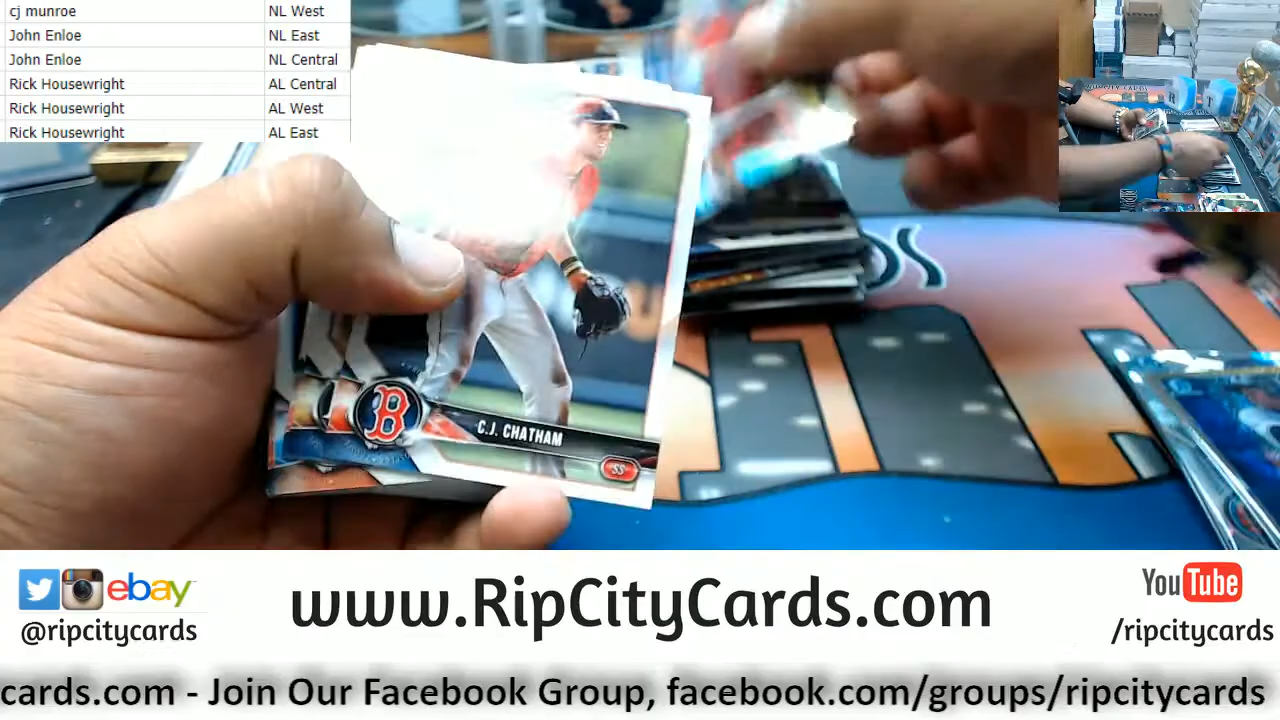 cj munroe NL West
John Enloe NL East
John Enloe NL Central
Rick Housewright AL Central
Rick Housewright AL West
Rick Housewright AL East
B
C.J. CHATHAM
SS
ebay
@ripcitycards
www.RipCityCards.com
YouTube
/ripcitycards
cards.com - Join Our Facebook Group, facebook.com/groups/ripcitycards